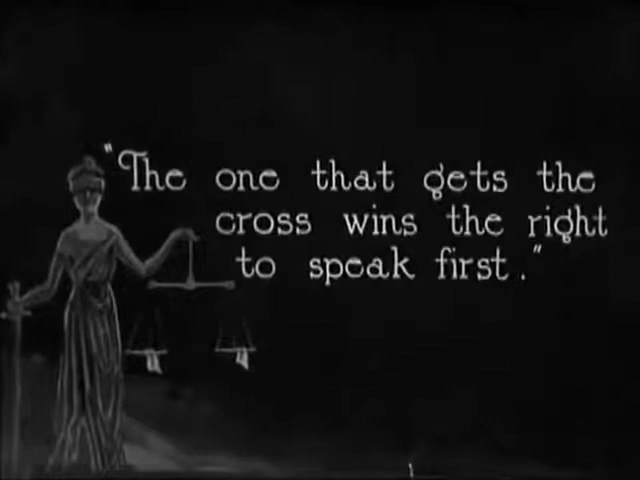 "The one that gets the
cross wins the right
to speak first."